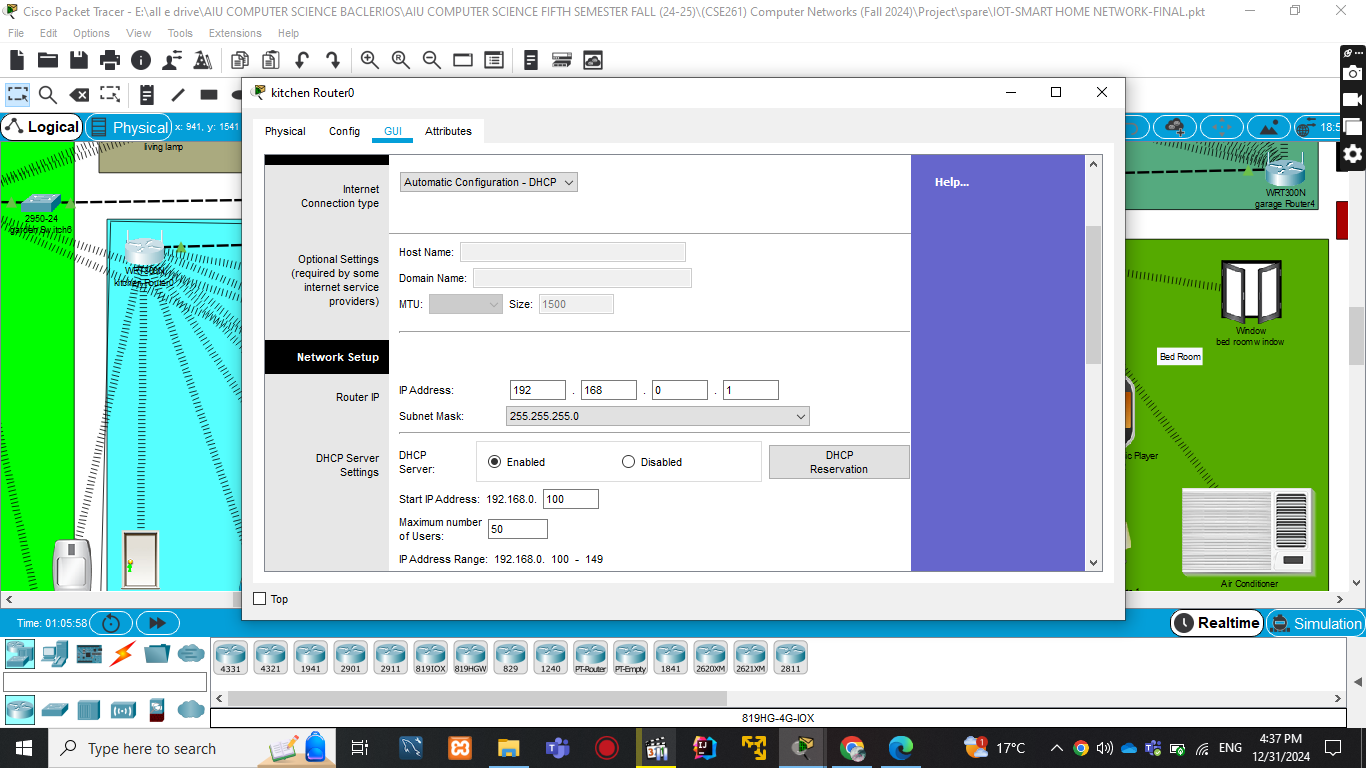 Cisco Packet Tracer - E:\all e drive\AIU COMPUTER SCIENCE BACLERIOS\AIU COMPUTER SCIENCE FIFTH SEMESTER FALL (24-25)\(CSE261) Computer Networks (Fall 2024)\Project\spare\IOT-SMART HOME NETWORK-FINAL.pkt
File Edit Options View Tools Extensions Help
kitchen Router0
Logical
Physical
x: 941, y: 1541
18:5
Physical Config GUI Attributes
living lamp
2950-24
garden Switch6
WRT300N
kitchen Router0
WRT300N
garage Router4
Window
bed room window
Bed Room
Player
Air Conditioner
Internet
Connection type
Automatic Configuration - DHCP
Help...
Optional Settings
(required by some
internet service
providers)
Host Name:
Domain Name:
MTU: Size: 1500
Network Setup
Router IP
IP Address: 192 . 168 . 0 . 1
Subnet Mask: 255.255.255.0
DHCP Server
Settings
DHCP
Server:
Enabled Disabled
DHCP
Reservation
Start IP Address: 192.168.0. 100
Maximum number
of Users:
50
IP Address Range: 192.168.0. 100 - 149
Top
Time: 01:05:58
Realtime
Simulation
4331 4321 1941 2901 2911 819IOX 819HGW 829 1240 PT-Router PT-Empty 1841 2620XM 2621XM 2811
819HG-4G-IOX
Type here to search
1
17°C
ENG
4:37 PM
12/31/2024